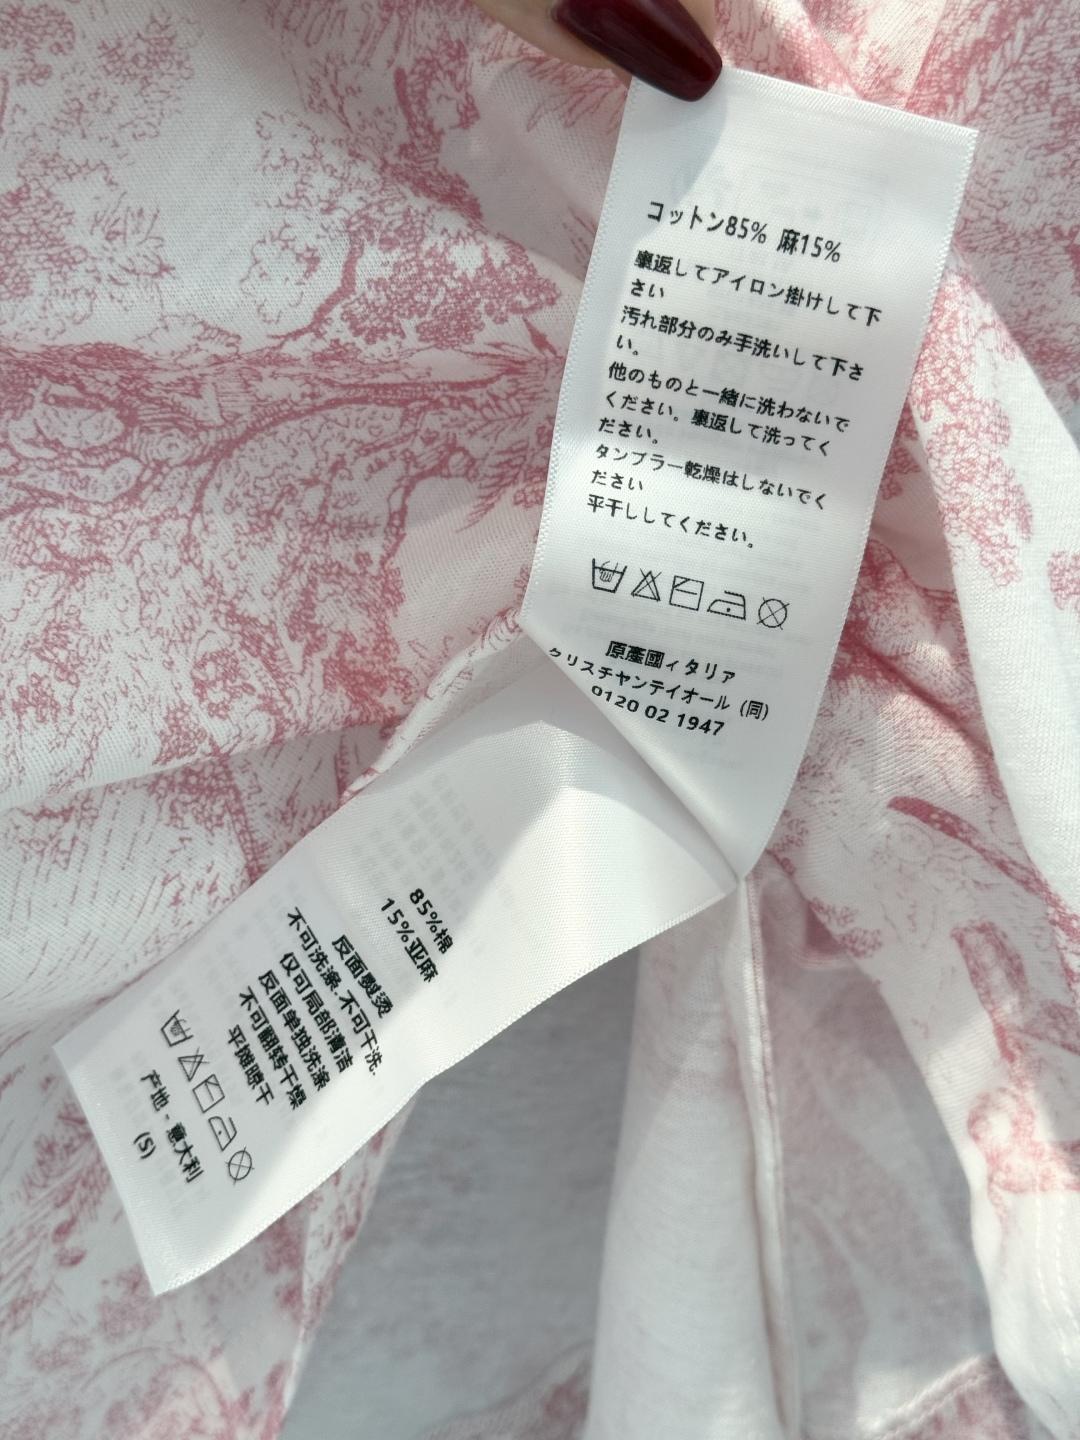 コットン85% 麻15%
裏返してアイロン掛けして下
さい
汚れ部分のみ手洗いして下さ
い。
他のものと一緒に洗わないで
ください。裏返して洗ってく
ださい。
タンブラー乾燥はしないでく
ださい
平干ししてください。
原產國ィタリア
クリスチャンディオール (同)
0120 02 1947
85%棉
15%亚麻
反面熨烫
不可洗涤.不可干洗.
仅可局部清洁
反面单独洗涤
不可翻转干燥
平摊晾干
产地·意大利
(S)